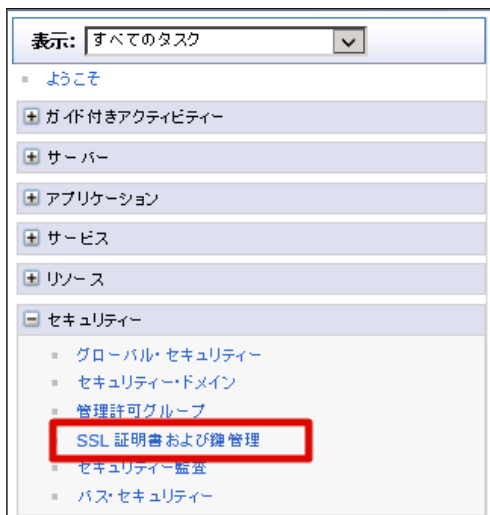 表示: すべてのタスク
ようこそ
ガイド付きアクティビティー
サーバー
アプリケーション
サービス
リソース
セキュリティー
グローバル・セキュリティー
セキュリティー・ドメイン
管理許可グループ
SSL 証明書および鍵管理
セキュリティー監査
バス・セキュリティー